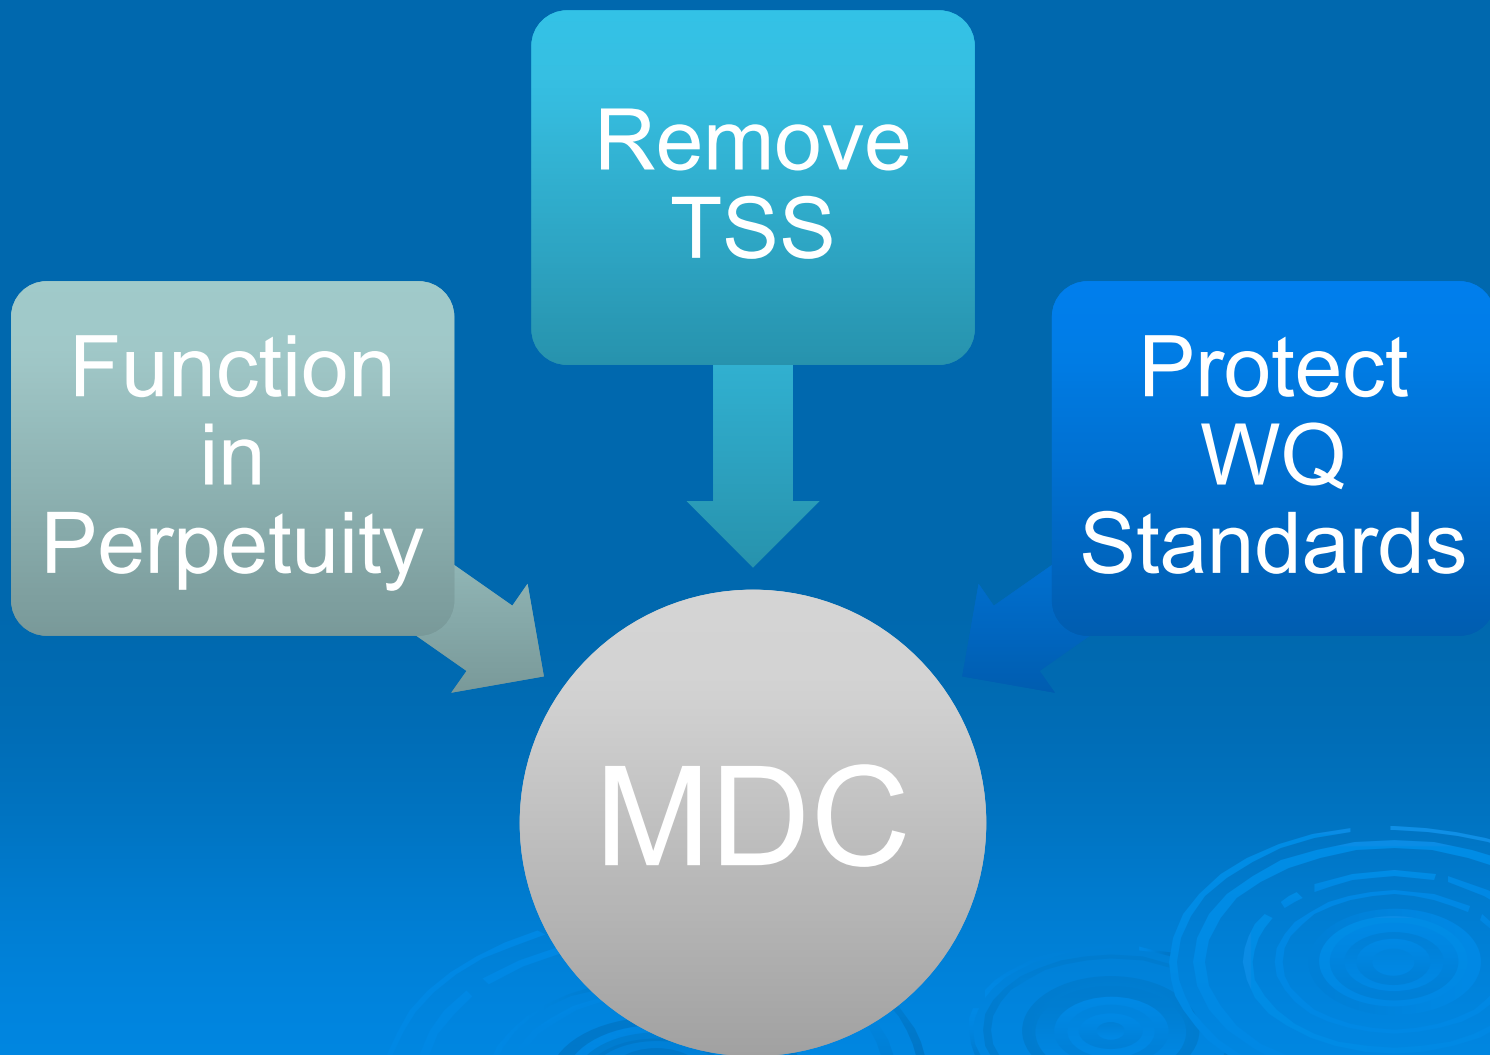 Remove
TSS
Function
in
Perpetuity
Protect
WQ
Standards
MDC